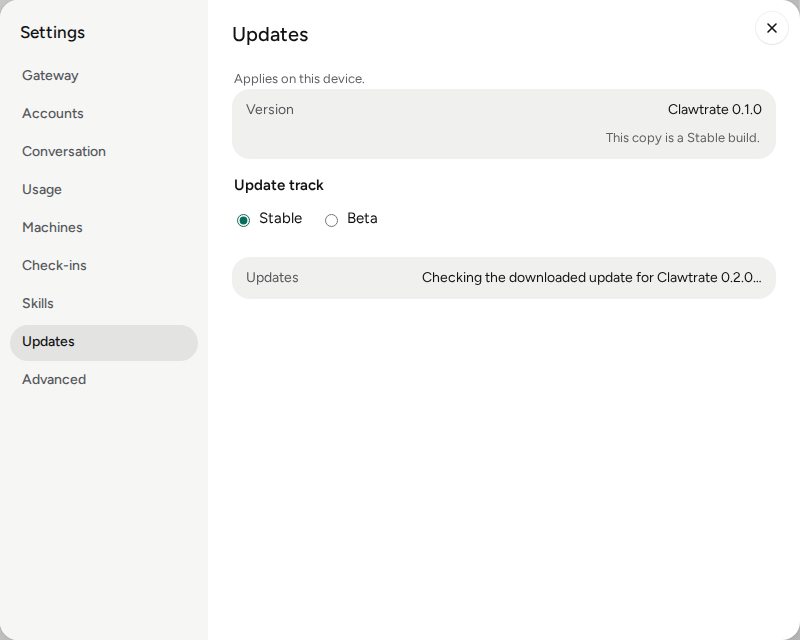 Settings
Gateway
Accounts
Conversation
Usage
Machines
Check-ins
Skills
Updates
Advanced
Updates
Applies on this device.
Version Clawtrate 0.1.0
This copy is a Stable build.
Update track
Stable Beta
Updates Checking the downloaded update for Clawtrate 0.2.0...